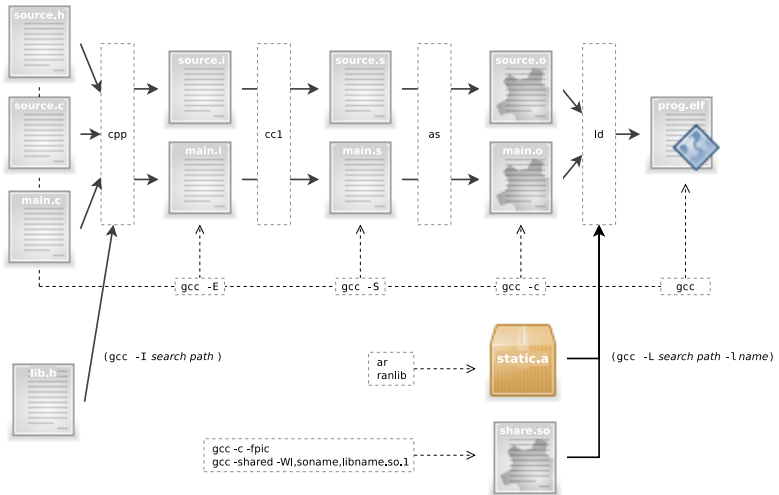 source.h
source.c
main.c
cpp
source.i
main.i
cc1
source.s
main.s
as
source.o
main.o
ld
prog.elf
gcc -E
gcc -S
gcc -c
gcc
lib.h
(gcc -I search path )
ar
ranlib
static.a
(gcc -L search path -l name)
gcc -c -fpic
gcc -shared -Wl,soname,libname.so.1
share.so